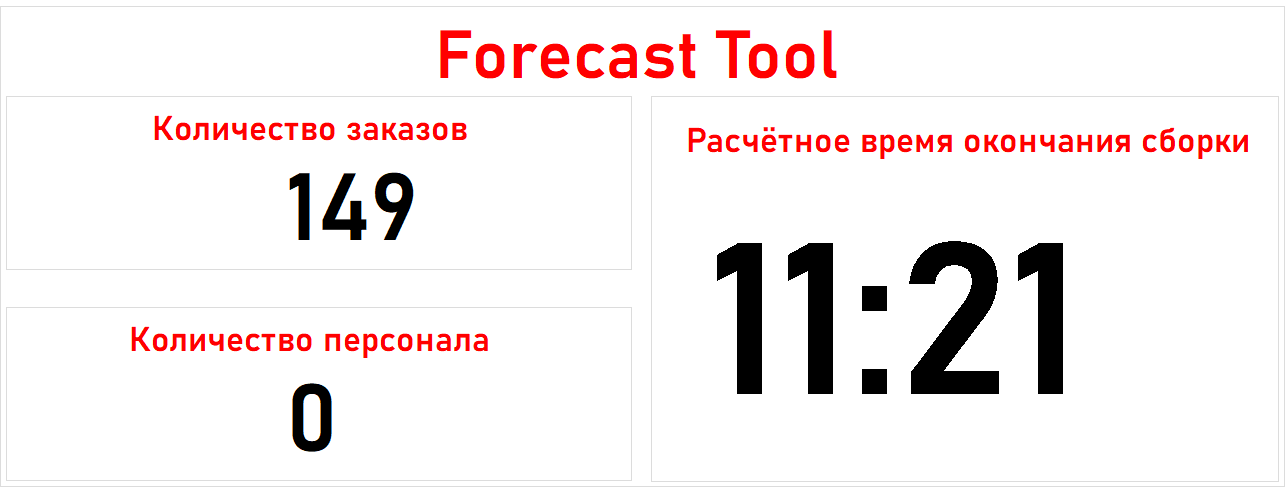 Forecast Tool
Количество заказов
149
Количество персонала
0
Расчётное время окончания сборки
11:21